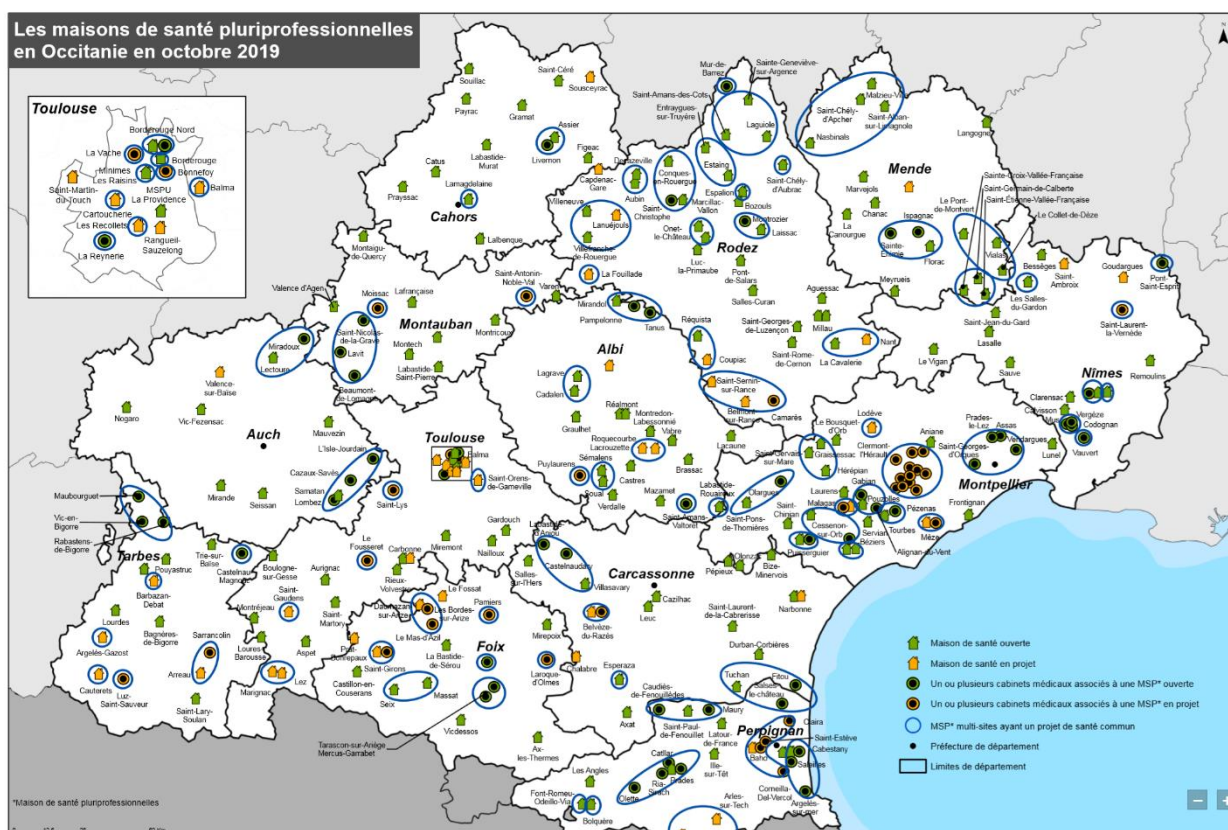 Les maisons de santé pluriprofessionnelles
en Occitanie en octobre 2019
Toulouse
Borderouge Nord
La Vache
Borderouge
Minimes
Les Raisins
Bonnefoy
Saint-Martin-
du-Touch
MSPU
La Providence
Balma
Cartoucherie
Les Recollets
Rangueil-
Sauzelong
La Reynerie
Souillac
Saint-Céré
Sousceyrac
Payrac
Gramat
Assier
Livernon
Labastide-
Murat
Catus
Figeac
Capdenac-
Gare
Prayssac
Lamagdelaine
Cahors
Lalbenque
Mur-de-
Barrez
Sainte-Geneviève-
sur-Argence
Saint-Amans-des-Cots
Entraygues-
sur-Truyère
Laguiole
Estaing
Decazeville
Aubin
Conques-
en-Rouergue
Saint-Chély-
d'Aubrac
Espalion
Bozouls
Saint-
Christophe
Marcillac-
Vallon
Villeneuve
Lanuéjouls
Villefranche-
de-Rouergue
Onet-
le-Château
Montrozier
Laissac
Rodez
Luc-
la-Primaube
La Fouillade
Pont-
de-Salars
Salles-Curan
Aguessac
Saint-Georges-
de-Luzençon
Millau
Saint-Rome-
de-Cernon
La Cavalerie
Nant
Réquista
Coupiac
Saint-Sernin-
sur-Rance
Belmont-
sur-Rance
Camarès
Saint-Chély-
d'Apcher
Malzieu-Ville
Saint-Alban-
sur-Limagnole
Nasbinals
Langogne
Mende
Marvejols
Chanac
La Canourgue
Ispagnac
Sainte-
Enimie
Florac
Meyrueis
Le Pont-
de-Montvert
Vialas
Sainte-Croix-Vallée-Française
Saint-Germain-de-Calberte
Saint-Etienne-Vallée-Française
Le Collet-de-Dèze
Bessèges
Saint-
Ambroix
Goudargues
Pont-
Saint-Esprit
Les Salles-
du-Gardon
Saint-Laurent-
la-Vernède
Saint-Jean-du-Gard
Lasalle
Le Vigan
Sauve
Remoulins
Nîmes
Clarensac
Calvisson
Vergèze
Codognan
Vauvert
Lunel
Montaigu-
de-Quercy
Valence d'Agen
Moissac
Lafrançaise
Saint-Antonin-
Noble-Val
Varen
Montauban
Montricoux
Saint-Nicolas-
de-la-Grave
Lavit
Montech
Labastide-
Saint-Pierre
Beaumont-
de-Lomagne
Miradoux
Lectoure
Valence-
sur-Baïse
Nogaro
Vic-Fezensac
Auch
Mauvezin
L'Isle-Jourdain
Cazaux-Savès
Samatan
Lombez
Mirande
Seissan
Toulouse
Balma
Saint-Orens-
de-Gameville
Saint-Lys
Mirandol
Pampelonne
Tanus
Albi
Lagrave
Cadalen
Graulhet
Réalmont
Montredon-
Labessonnié
Vabre
Roquecourbe
Lacrouzette
Lacaune
Puylaurens
Sémalens
Soual
Castres
Brassac
Verdalle
Mazamet
Saint-Amans-
Valtoret
Labastide-
Rouairoux
Maubourguet
Vic-en-
Bigorre
Rabastens-
de-Bigorre
Tarbes
Pouyastruc
Trie-sur-
Baïse
Castelnau
Magnoac
Barbazan-
Debat
Lourdes
Bagnères-
de-Bigorre
Argelès-Gazost
Sarrancolin
Cauterets
Luz-
Saint-Sauveur
Arreau
Saint-Lary-
Soulan
Boulogne-
sur-Gesse
Aurignac
Le
Fousseret
Carbonne
Rieux-
Volvestre
Miremont
Gardouch
Nailloux
Saint-
Gaudens
Saint-
Martory
Montréjeau
Loures-
Barousse
Aspet
Marignac
Lez
Daumazan-
sur-Arize
Le Fossat
Les Bordes-
sur-Arize
Le Mas-d'Azil
Pamiers
Mirepoix
Saint-Girons
La Bastide-
de-Sérou
Foix
Castillon-en-
Couserans
Seix
Massat
Laroque-
d'Olmes
Vicdessos
Tarascon-sur-Ariège
Mercus-Garrabet
Ax-
les-Thermes
Labastide-
d'Anjou
Castelnaudary
Salles-
sur-l'Hers
Villasavary
Carcassonne
Cazilhac
Leuc
Pépieux
Olonzac
Bize-
Minervois
Saint-Laurent-
de-la-Cabrerisse
Narbonne
Belvèze-
du-Razès
Chalabre
Esperaza
Durban-Corbières
Tuchan
Fitou
Axat
Caudiès-
de-Fenouillèdes
Maury
Saint-Paul-
de-Fenouillet
Salses-
le-château
Latour-
de-France
Claira
Perpignan
Saint-Estève
Cabestany
Baho
Saleilles
Ille-
sur-Têt
Catllar
Prades
Ria-
Sirach
Olette
Corneilla-
Del-Vercol
Argelès-
sur-mer
Arles-
sur-Tech
Les Angles
Font-Romeu-
Odeillo-Via
Bolquère
Le Bousquet-
d'Orb
Lodève
Graissessac
Saint-Gervais-
sur-Mare
Hérépian
Clermont-
l'Hérault
Aniane
Saint-Georges-
d'Orques
Prades-
le-Lez
Assas
Vendargues
Montpellier
Olargues
Saint-Pons-
de-Thomières
Saint-
Chinian
Laurens
Gabian
Pouzolles
Cessenon-
sur-Orb
Puisserguier
Servian
Béziers
Tourbes
Pézenas
Alignan-du-Vent
Mèze
Frontignan
Maison de santé ouverte
Maison de santé en projet
Un ou plusieurs cabinets médicaux associés à une MSP* ouverte
Un ou plusieurs cabinets médicaux associés à une MSP* en projet
MSP* multi-sites ayant un projet de santé commun
Préfecture de département
Limites de département
*Maison de santé pluriprofessionnelles